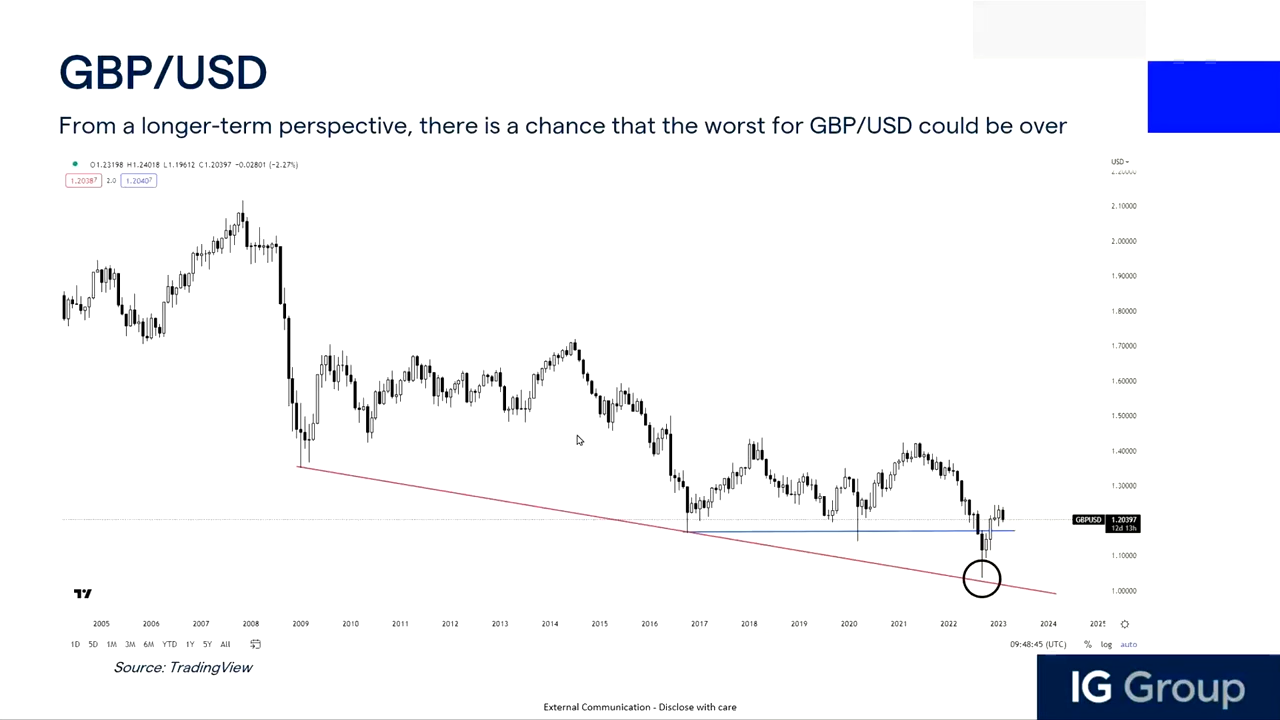 GBP/USD
From a longer-term perspective, there is a chance that the worst for GBP/USD could be over
O1.23198 H1.24018 L1.19612 C1.20397 -0.02801 (-2.27%)
USD
1.20387 2.0 1.20407
2.20000
2.10000
2.00000
1.90000
1.80000
1.70000
1.60000
1.50000
1.40000
1.30000
GBPUSD 1.20397
12d 13h
1.10000
1.00000
2005 2006 2007 2008 2009 2010 2011 2012 2013 2014 2015 2016 2017 2018 2019 2020 2021 2022 2023 2024 2025
1D 5D 1M 3M 6M YTD 1Y 5Y All 09:48:45 (UTC) % log auto
Source: TradingView
IG Group
External Communication - Disclose with care